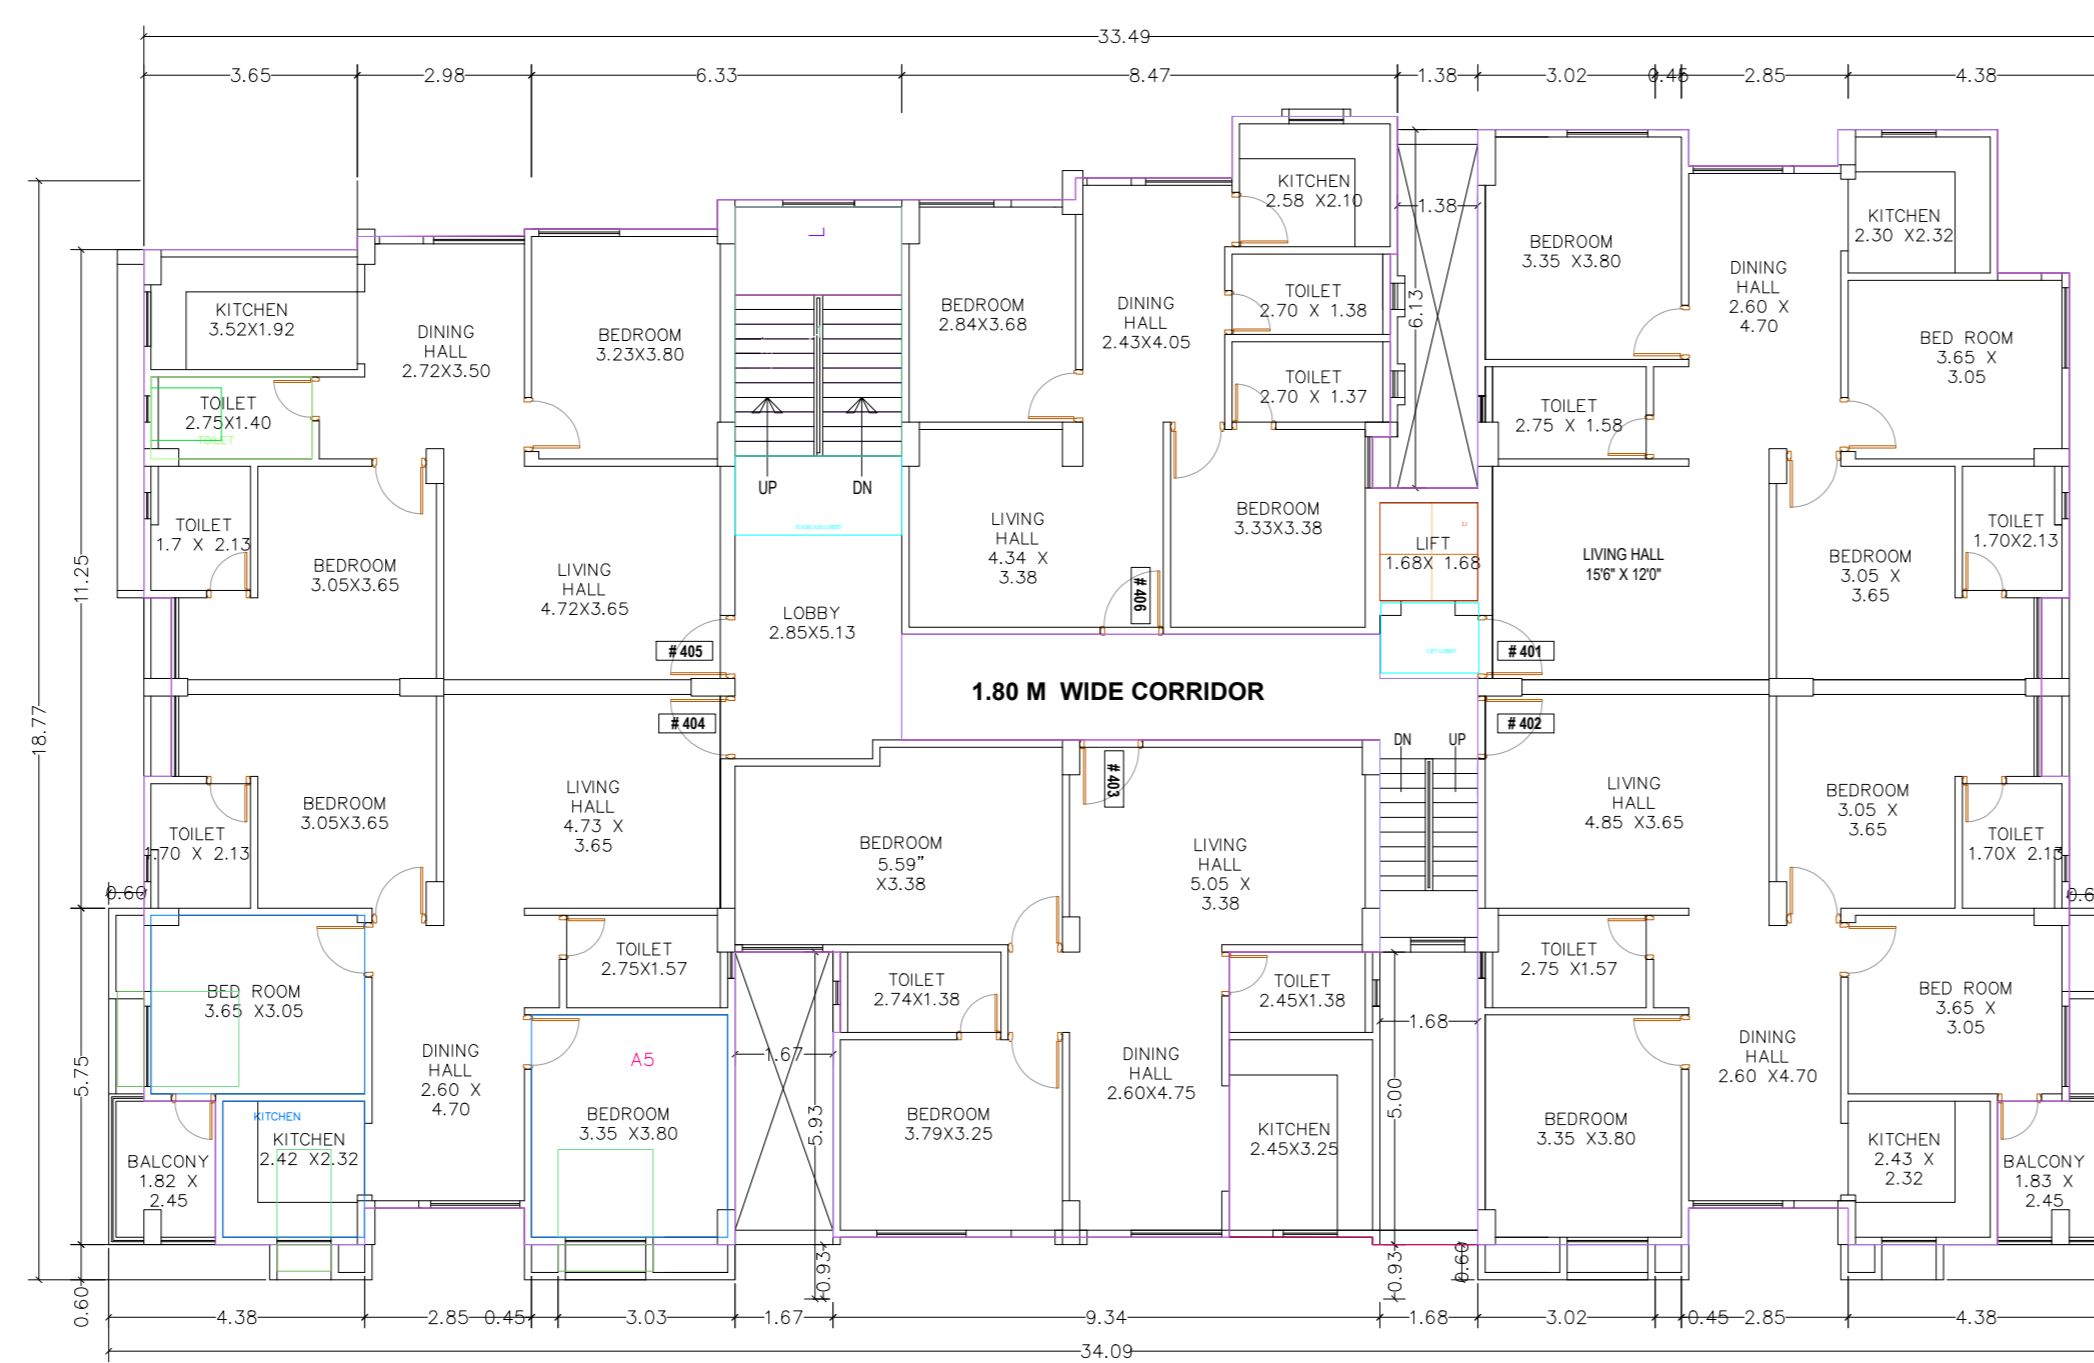 33.49
3.65
2.98
6.33
8.47
1.38
3.02
0.45
2.85
4.38
KITCHEN
2.58 X2.10
1.38
6.13
KITCHEN
2.30 X2.32
BEDROOM
3.35 X3.80
DINING
HALL
2.60 X
4.70
KITCHEN
3.52X1.92
DINING
HALL
2.72X3.50
BEDROOM
3.23X3.80
BEDROOM
2.84X3.68
DINING
HALL
2.43X4.05
TOILET
2.70 X 1.38
TOILET
2.70 X 1.37
BED ROOM
3.65 X
3.05
TOILET
2.75X1.40
TOILET
TOILET
2.75 X 1.58
UP
DN
TOILET
1.7 X 2.13
BEDROOM
3.05X3.65
LIVING
HALL
4.72X3.65
STAIRCASE LOBBY
LIVING
HALL
4.34 X
3.38
BEDROOM
3.33X3.38
LIFT
1.68X 1.68
LIVING HALL
15'6" X 12'0"
BEDROOM
3.05 X
3.65
TOILET
1.70X2.13
11.25
LOBBY
2.85X5.13
# 406
# 405
LIFT LOBBY
# 401
1.80 M WIDE CORRIDOR
18.77
# 404
# 402
DN
UP
# 403
TOILET
1.70 X 2.13
BEDROOM
3.05X3.65
LIVING
HALL
4.73 X
3.65
BEDROOM
5.59”
X3.38
LIVING
HALL
5.05 X
3.38
LIVING
HALL
4.85 X3.65
BEDROOM
3.05 X
3.65
TOILET
1.70X 2.13
0.60
0.6
BED ROOM
3.65 X3.05
TOILET
2.75X1.57
TOILET
2.74X1.38
TOILET
2.45X1.38
TOILET
2.75 X1.57
BED ROOM
3.65 X
3.05
1.68
5.75
DINING
HALL
2.60 X
4.70
A5
1.67
5.93
DINING
HALL
2.60X4.75
5.00
DINING
HALL
2.60 X4.70
KITCHEN
KITCHEN
2.42 X2.32
BALCONY
1.82 X
2.45
BEDROOM
3.35 X3.80
BEDROOM
3.79X3.25
KITCHEN
2.45X3.25
BEDROOM
3.35 X3.80
KITCHEN
2.43 X
2.32
BALCONY
1.83 X
2.45
0.60
0.93
0.93
0.60
4.38
2.85
0.45
3.03
1.67
9.34
1.68
3.02
0.45
2.85
4.38
34.09